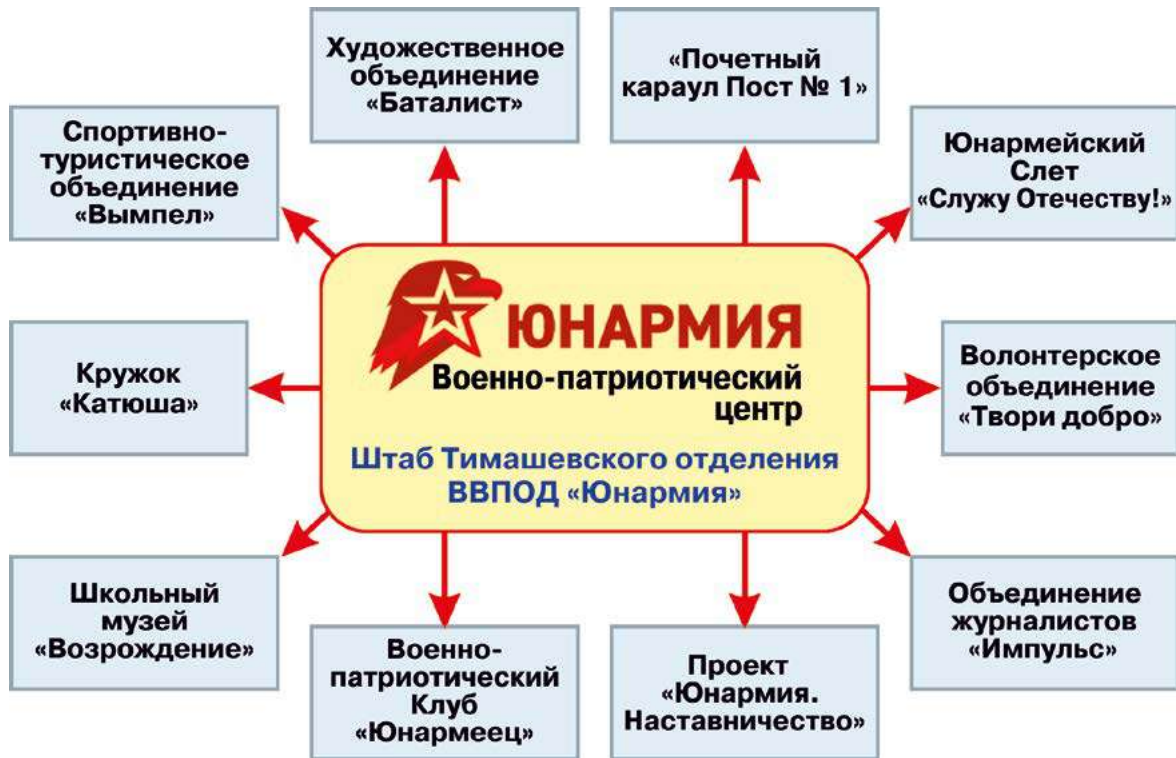 Художественное
объединение
«Баталист»
«Почетный
караул Пост № 1»
Спортивно-
туристическое
объединение
«Вымпел»
Юнармейский
Слет
«Служу Отечеству!»
ЮНАРМИЯ
Военно-патриотический
центр
Штаб Тимашевского отделения
ВВПОД «Юнармия»
Кружок
«Катюша»
Волонтерское
объединение
«Твори добро»
Школьный
музей
«Возрождение»
Военно-
патриотический
Клуб
«Юнармеец»
Проект
«Юнармия.
Наставничество»
Объединение
журналистов
«Импульс»